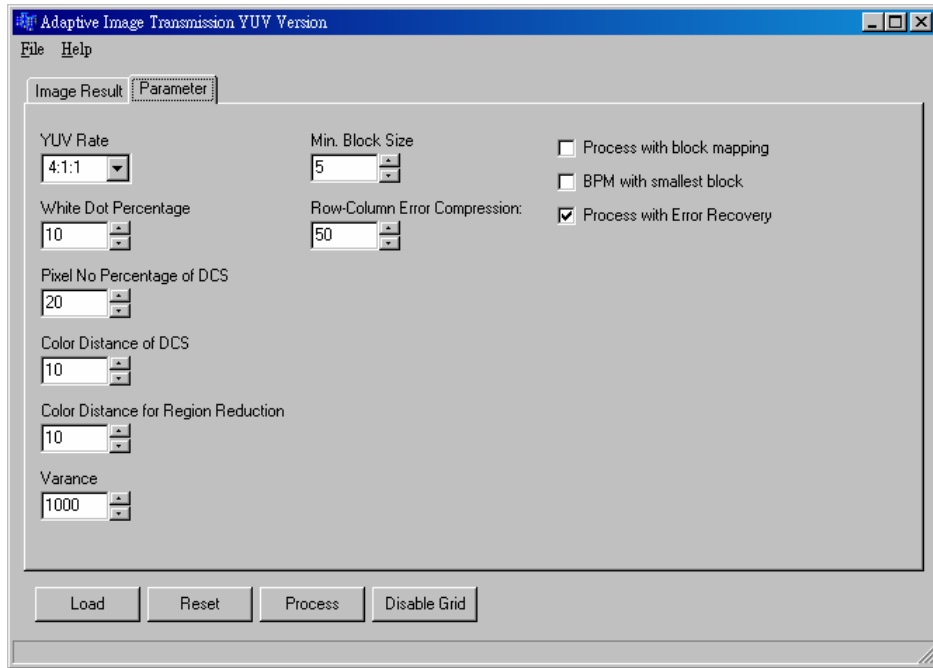 Adaptive Image Transmission YUV Version
File Help
Image Result Parameter
YUV Rate
4:1:1
White Dot Percentage
10
Pixel No Percentage of DCS
20
Color Distance of DCS
10
Color Distance for Region Reduction
10
Varance
1000
Min. Block Size
5
Row-Column Error Compression:
50
Process with block mapping
BPM with smallest block
Process with Error Recovery
Load Reset Process Disable Grid